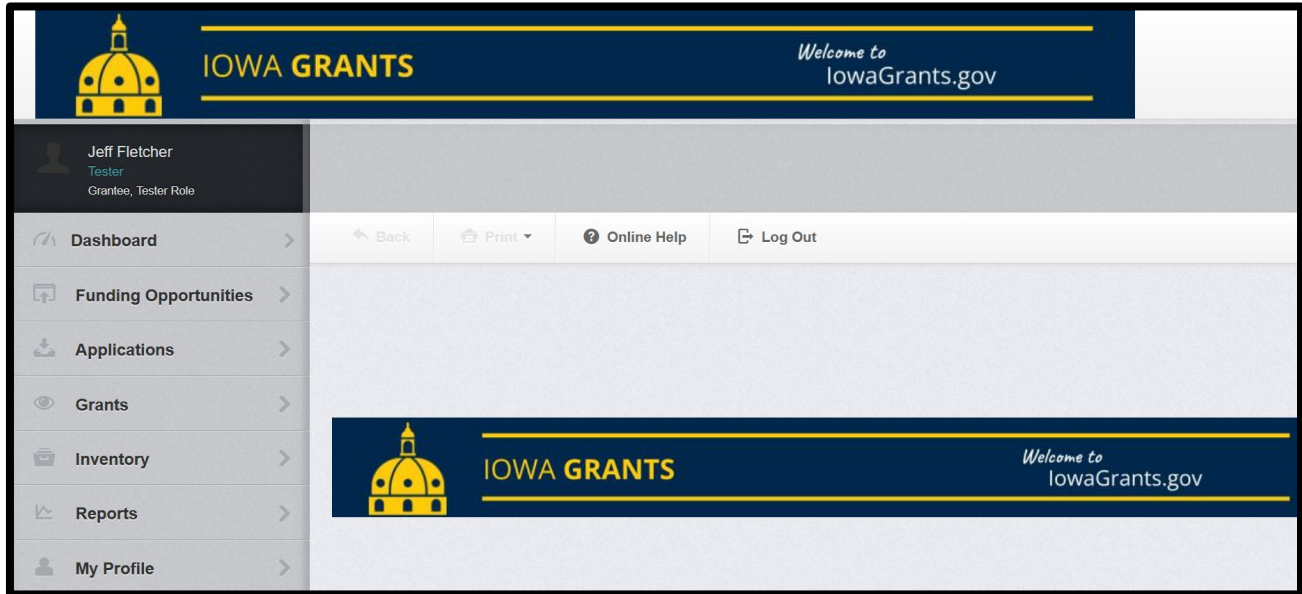 IOWA GRANTS
Welcome to
IowaGrants.gov
Jeff Fletcher
Tester
Grantee, Tester Role
Back Print Online Help Log Out
Dashboard
Funding Opportunities
Applications
Grants
Inventory
Reports
My Profile
IOWA GRANTS
Welcome to
IowaGrants.gov